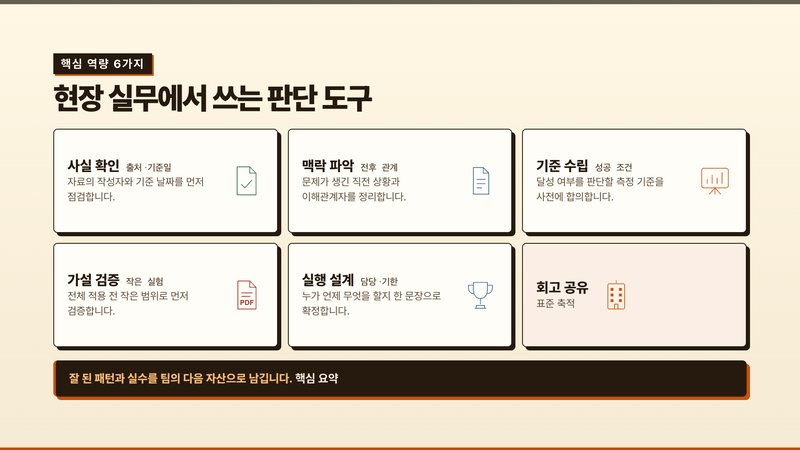 핵심 역량 6가지
현장 실무에서 쓰는 판단 도구
사실 확인 출처 ·기준일
자료의 작성자와 기준 날짜를 먼저
점검합니다.
맥락 파악 전후 관계
문제가 생긴 직전 상황과
이해관계자를 정리합니다.
기준 수립 성공 조건
달성 여부를 판단할 측정 기준을
사전에 합의합니다.
가설 검증 작은 실험
전체 적용 전 작은 범위로 먼저
검증합니다.
PDF
실행 설계 담당 ·기한
누가 언제 무엇을 할지 한 문장으로
확정합니다.
회고 공유
표준 축적
잘 된 패턴과 실수를 팀의 다음 자산으로 남깁니다. 핵심 요약